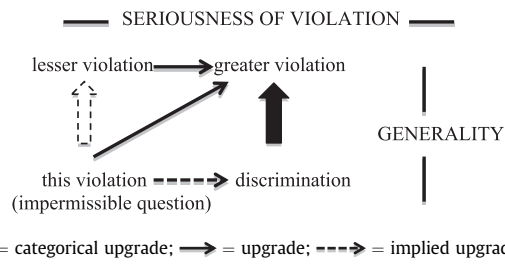 SERIOUSNESS OF VIOLATION
lesser violation greater violation
GENERALITY
this violation discrimination
(impermissible question)
= categorical upgrade; = upgrade; = implied upgrad